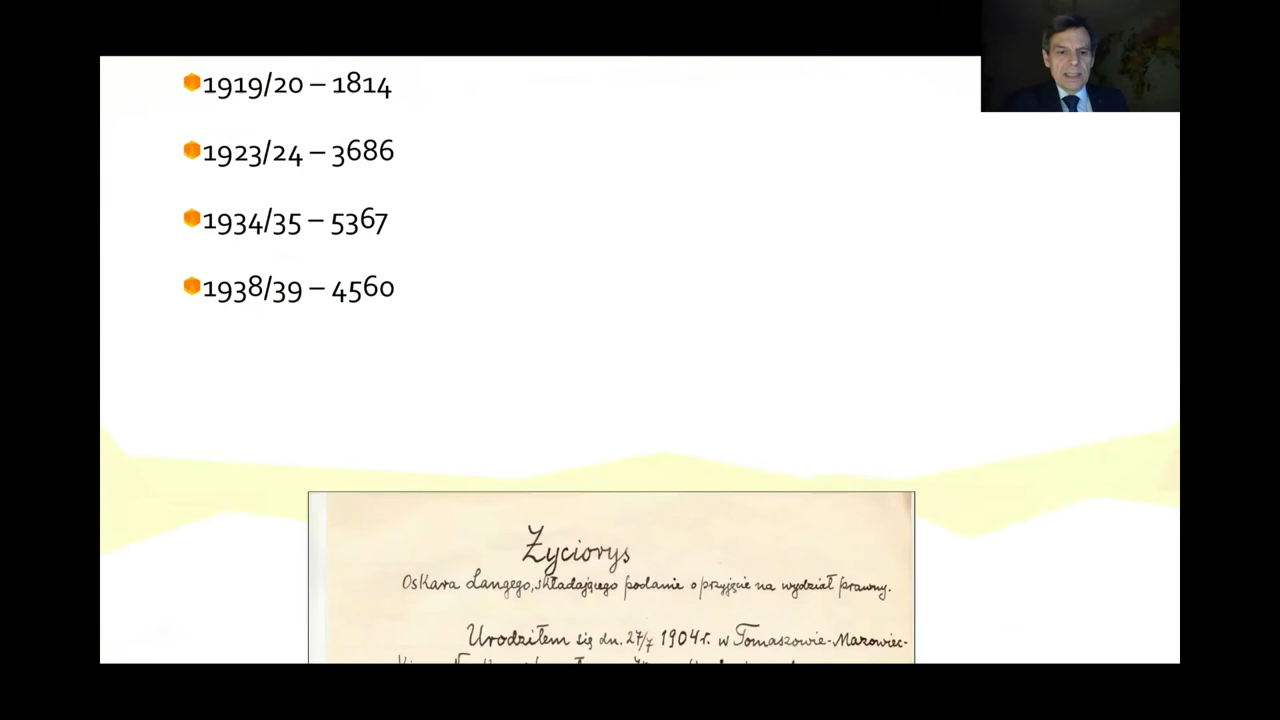 1919/20 – 1814
1923/24 – 3686
1934/35 – 5367
1938/39 – 4560
Życiorys
Oskara Langego, składającego podanie o przyjęcie na wydział prawny.
Urodziłem się dn. 27/7 1904 r. w Tomaszowie-Mazowiec-